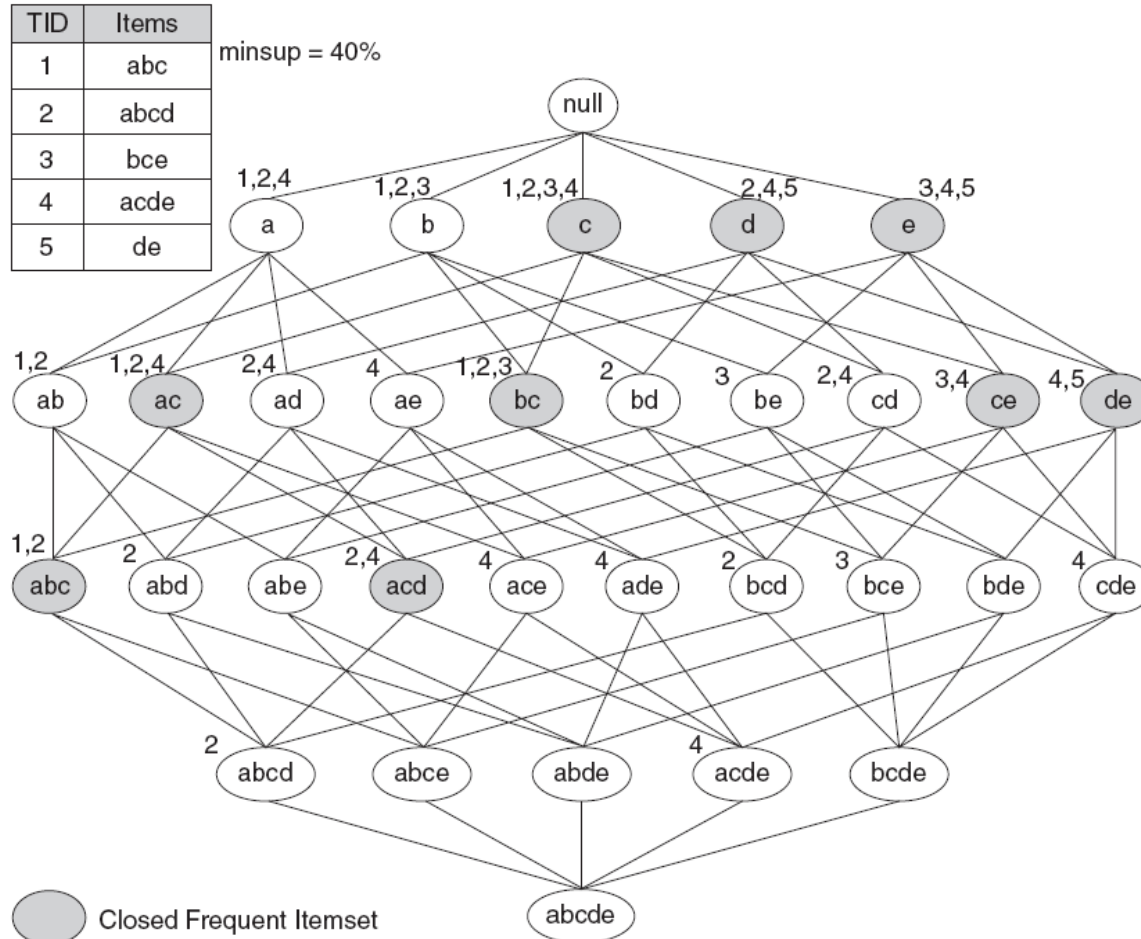 TID Items
1 abc
2 abcd
3 bce
4 acde
5 de
minsup = 40%
null
1,2,4 1,2,3 1,2,3,4 2,4,5 3,4,5
a b c d e
1,2 1,2,4 2,4 4 1,2,3 2 3 2,4 3,4 4,5
ab ac ad ae bc bd be cd ce de
1,2 2 2,4 4 4 2 3 4
abc abd abe acd ace ade bcd bce bde cde
2 4
abcd abce abde acde bcde
abcde
Closed Frequent Itemset